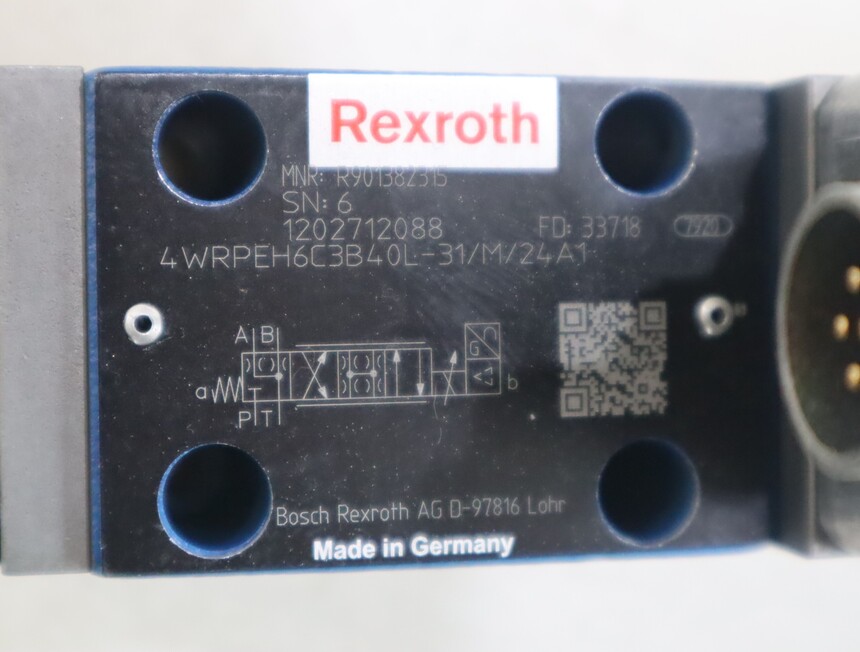 Rexroth
MNR: R901382315
SN: 6
1202712088 FD: 33718 7920
4WRPEH6C3B40L-31/M/24A1
A B
G
a T b
P T
Bosch Rexroth AG D-97816 Lohr
Made in Germany